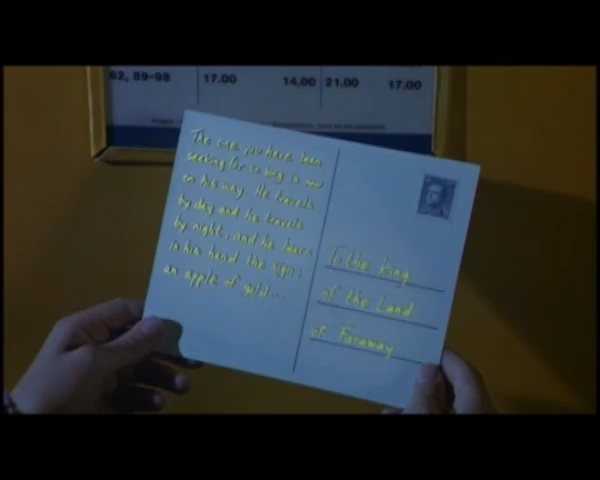 62, 89-98 17.00 14.00 21.00 17.00
The one you have been
seeking for so long is now
on his way. He travels
by day and he travels
by night, and he bears
in his hand the sign:
an apple of gold...
To the King
of the Land
of Faraway